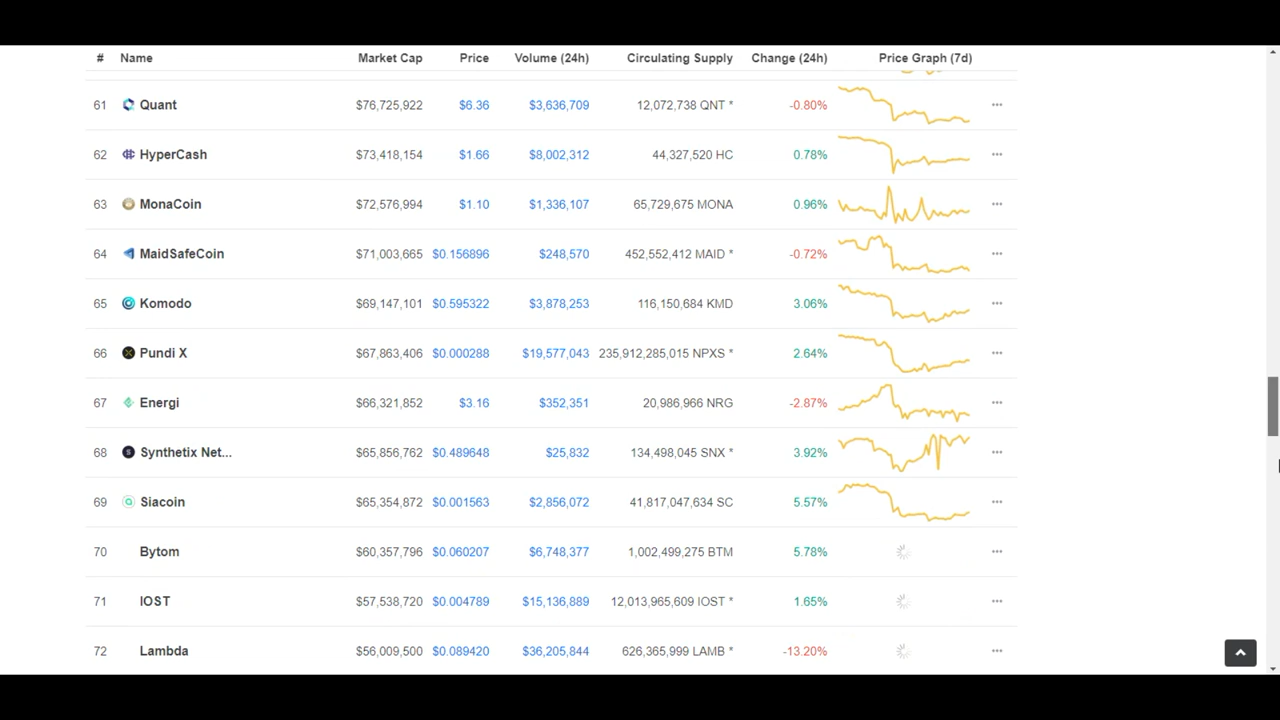 # Name Market Cap Price Volume (24h) Circulating Supply Change (24h) Price Graph (7d)
61 Quant $76,725,922 $6.36 $3,636,709 12,072,738 QNT * -0.80%
62 HyperCash $73,418,154 $1.66 $8,002,312 44,327,520 HC 0.78%
63 MonaCoin $72,576,994 $1.10 $1,336,107 65,729,675 MONA 0.96%
64 MaidSafeCoin $71,003,665 $0.156896 $248,570 452,552,412 MAID * -0.72%
65 Komodo $69,147,101 $0.595322 $3,878,253 116,150,684 KMD 3.06%
66 Pundi X $67,863,406 $0.000288 $19,577,043 235,912,285,015 NPXS * 2.64%
67 Energi $66,321,852 $3.16 $352,351 20,986,966 NRG -2.87%
68 Synthetix Net... $65,856,762 $0.489648 $25,832 134,498,045 SNX * 3.92%
69 Siacoin $65,354,872 $0.001563 $2,856,072 41,817,047,634 SC 5.57%
70 Bytom $60,357,796 $0.060207 $6,748,377 1,002,499,275 BTM 5.78%
71 IOST $57,538,720 $0.004789 $15,136,889 12,013,965,609 IOST * 1.65%
72 Lambda $56,009,500 $0.089420 $36,205,844 626,365,999 LAMB * -13.20%